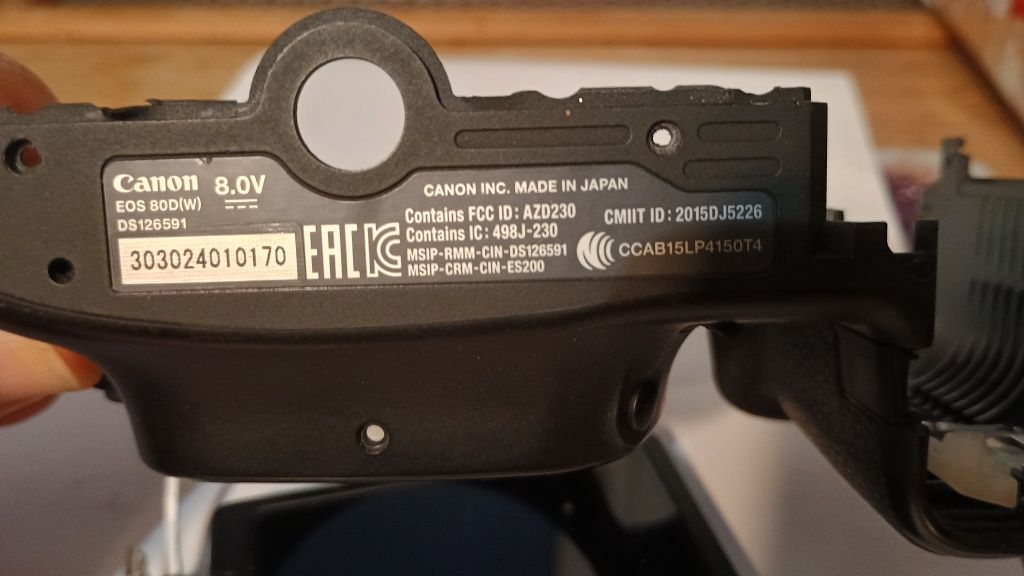 Canon 8.0V
EOS 80D(W)
DS126591
303024010170
EAC
CANON INC. MADE IN JAPAN
Contains FCC ID: AZD230
Contains IC: 498J-230
MSIP-RMM-CIN-DS126591
MSIP-CRM-CIN-ES200
CMIIT ID: 2015DJ5226
CCAB15LP4150T4